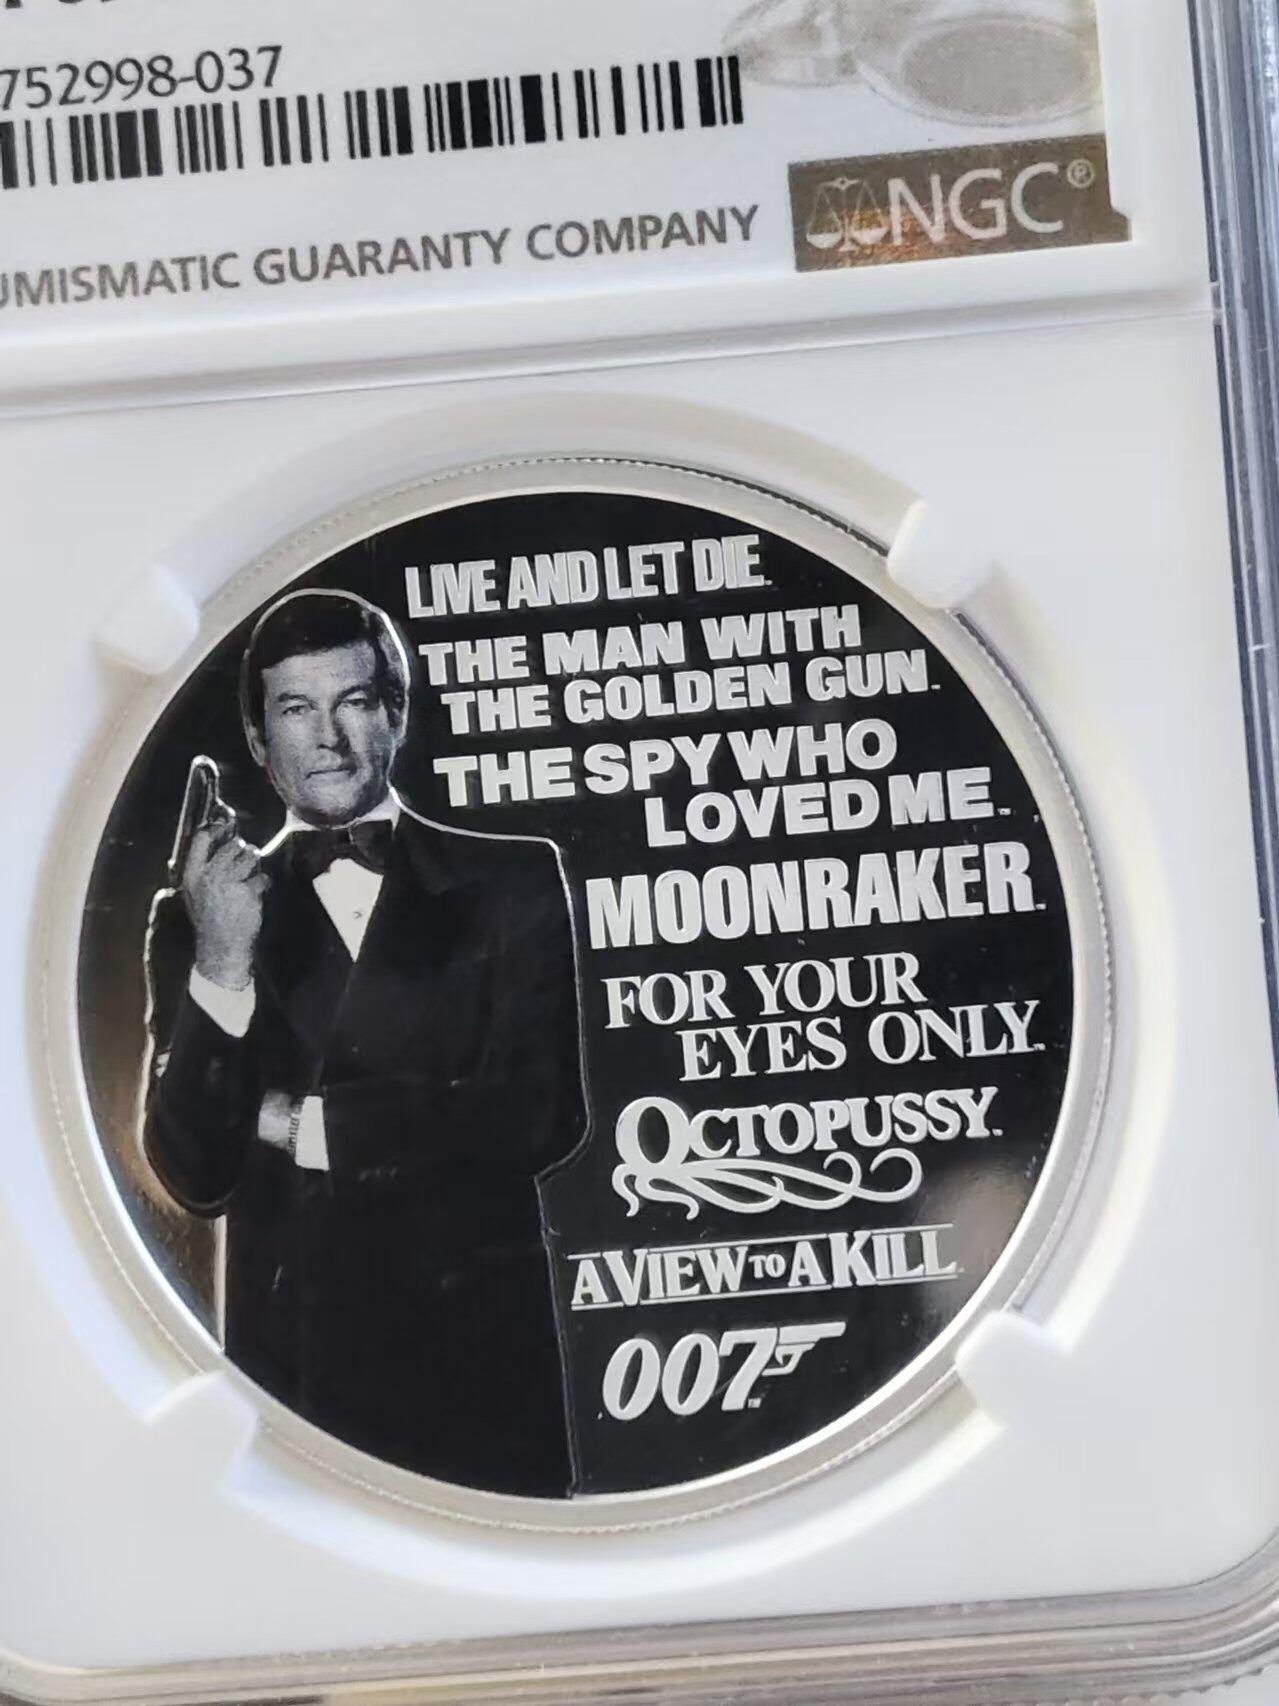 752998-037
NUMISMATIC GUARANTY COMPANY
NGC®
LIVE AND LET DIE
THE MAN WITH
THE GOLDEN GUN
THE SPY WHO
LOVED ME
MOONRAKER
FOR YOUR
EYES ONLY
OCTOPUSSY
A VIEW TO A KILL
007